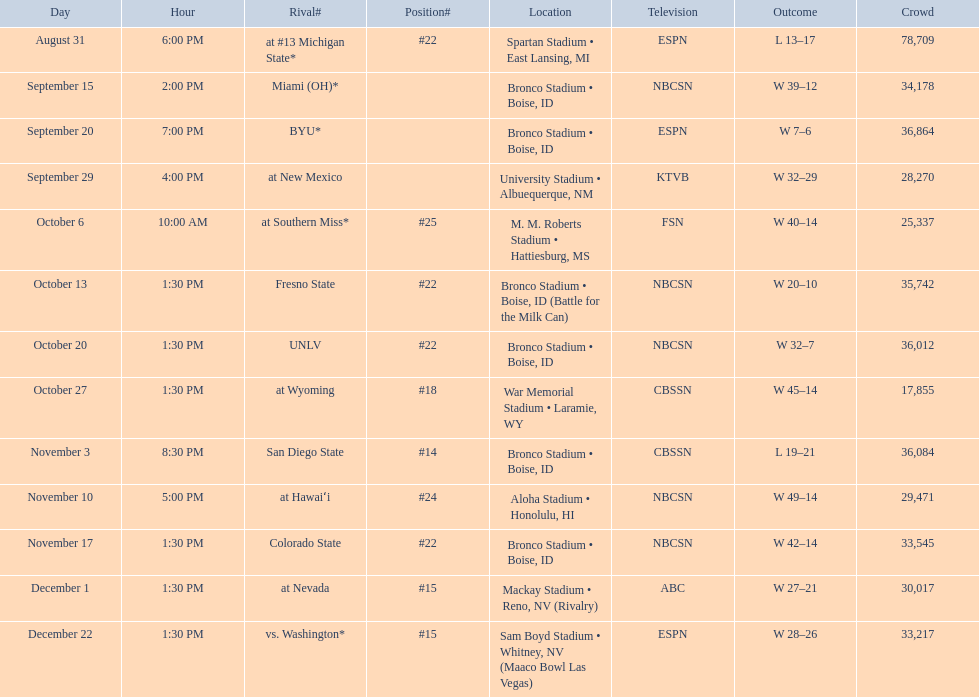 Day Hour Rival# Position# Location Television Outcome Crowd
August 31 6:00 PM at #13 Michigan State* #22 Spartan Stadium • East Lansing, MI ESPN L 13–17 78,709
September 15 2:00 PM Miami (OH)* Bronco Stadium • Boise, ID NBCSN W 39–12 34,178
September 20 7:00 PM BYU* Bronco Stadium • Boise, ID ESPN W 7–6 36,864
September 29 4:00 PM at New Mexico University Stadium • Albuequerque, NM KTVB W 32–29 28,270
October 6 10:00 AM at Southern Miss* #25 M. M. Roberts Stadium • Hattiesburg, MS FSN W 40–14 25,337
October 13 1:30 PM Fresno State #22 Bronco Stadium • Boise, ID (Battle for the Milk Can) NBCSN W 20–10 35,742
October 20 1:30 PM UNLV #22 Bronco Stadium • Boise, ID NBCSN W 32–7 36,012
October 27 1:30 PM at Wyoming #18 War Memorial Stadium • Laramie, WY CBSSN W 45–14 17,855
November 3 8:30 PM San Diego State #14 Bronco Stadium • Boise, ID CBSSN L 19–21 36,084
November 10 5:00 PM at Hawaiʻi #24 Aloha Stadium • Honolulu, HI NBCSN W 49–14 29,471
November 17 1:30 PM Colorado State #22 Bronco Stadium • Boise, ID NBCSN W 42–14 33,545
December 1 1:30 PM at Nevada #15 Mackay Stadium • Reno, NV (Rivalry) ABC W 27–21 30,017
December 22 1:30 PM vs. Washington* #15 Sam Boyd Stadium • Whitney, NV (Maaco Bowl Las Vegas) ESPN W 28–26 33,217